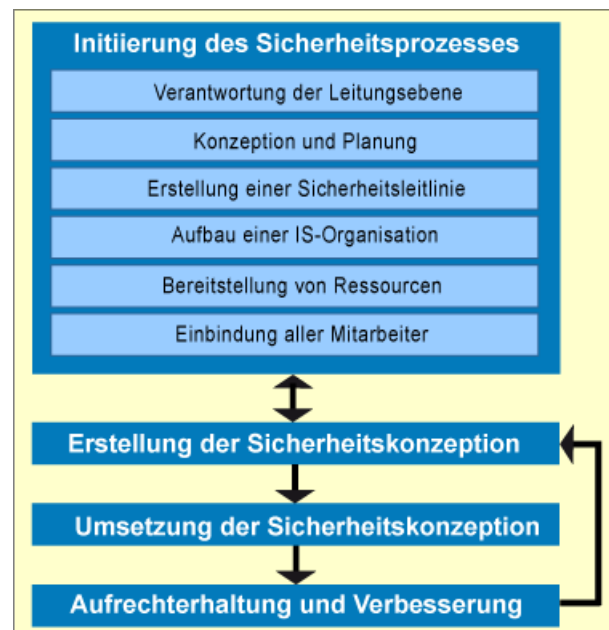 Initiierung des Sicherheitsprozesses
Verantwortung der Leitungsebene
Konzeption und Planung
Erstellung einer Sicherheitsleitlinie
Aufbau einer IS-Organisation
Bereitstellung von Ressourcen
Einbindung aller Mitarbeiter
Erstellung der Sicherheitskonzeption
Umsetzung der Sicherheitskonzeption
Aufrechterhaltung und Verbesserung